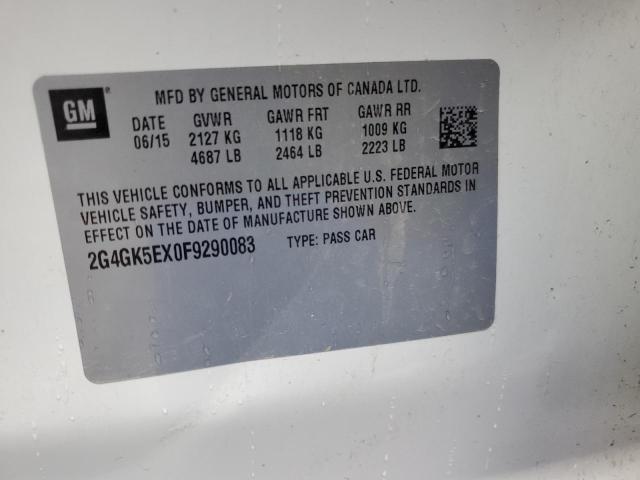 GM
MFD BY GENERAL MOTORS OF CANADA LTD.
DATE GVWR GAWR FRT GAWR RR
06/15 2127 KG 1118 KG 1009 KG
4687 LB 2464 LB 2223 LB
THIS VEHICLE CONFORMS TO ALL APPLICABLE U.S. FEDERAL MOTOR
VEHICLE SAFETY, BUMPER, AND THEFT PREVENTION STANDARDS IN
EFFECT ON THE DATE OF MANUFACTURE SHOWN ABOVE.
2G4GK5EX0F9290083 TYPE: PASS CAR